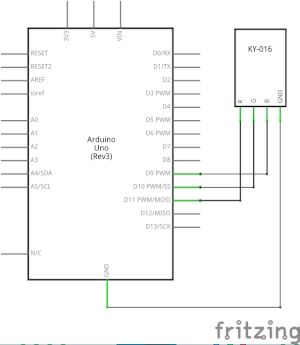 3V3
5V
VIN
RESET
RESET2
AREF
ioref
A0
A1
A2
A3
A4/SDA
A5/SCL
N/C
Arduino
Uno
(Rev3)
D0/RX
D1/TX
D2
D3 PWM
D4
D5 PWM
D6 PWM
D7
D8
D9 PWM
D10 PWM/SS
D11 PWM/MOSI
D12/MISO
D13/SCK
GND
KY-016
R
G
B
GND
fritzing